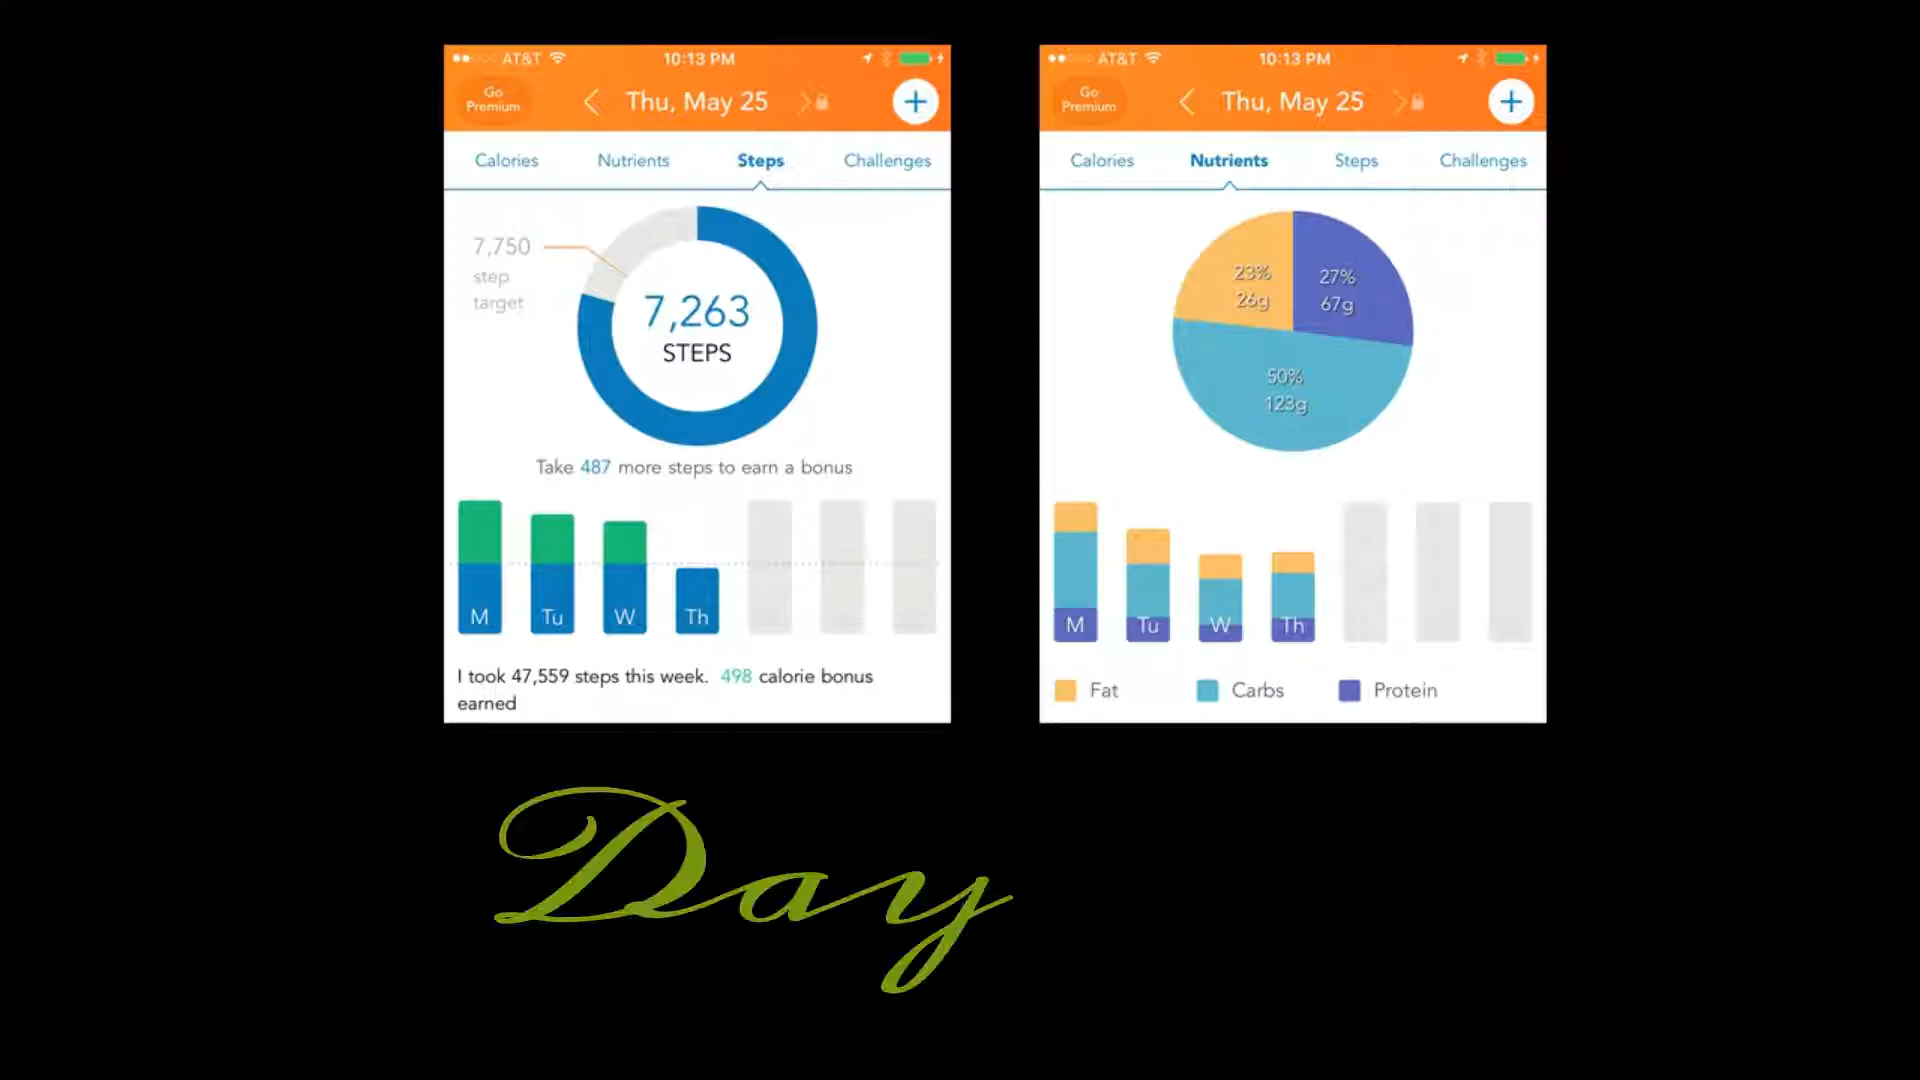 AT&T 10:13 PM
Go
Premium
Thu, May 25
Calories Nutrients Steps Challenges
7,750
step
target
7,263
STEPS
Take 487 more steps to earn a bonus
M Tu W Th
I took 47,559 steps this week. 498 calorie bonus
earned
AT&T 10:13 PM
Go
Premium
Thu, May 25
Calories Nutrients Steps Challenges
23% 27%
26g 67g
50%
123g
M Tu W Th
Fat Carbs Protein
Day